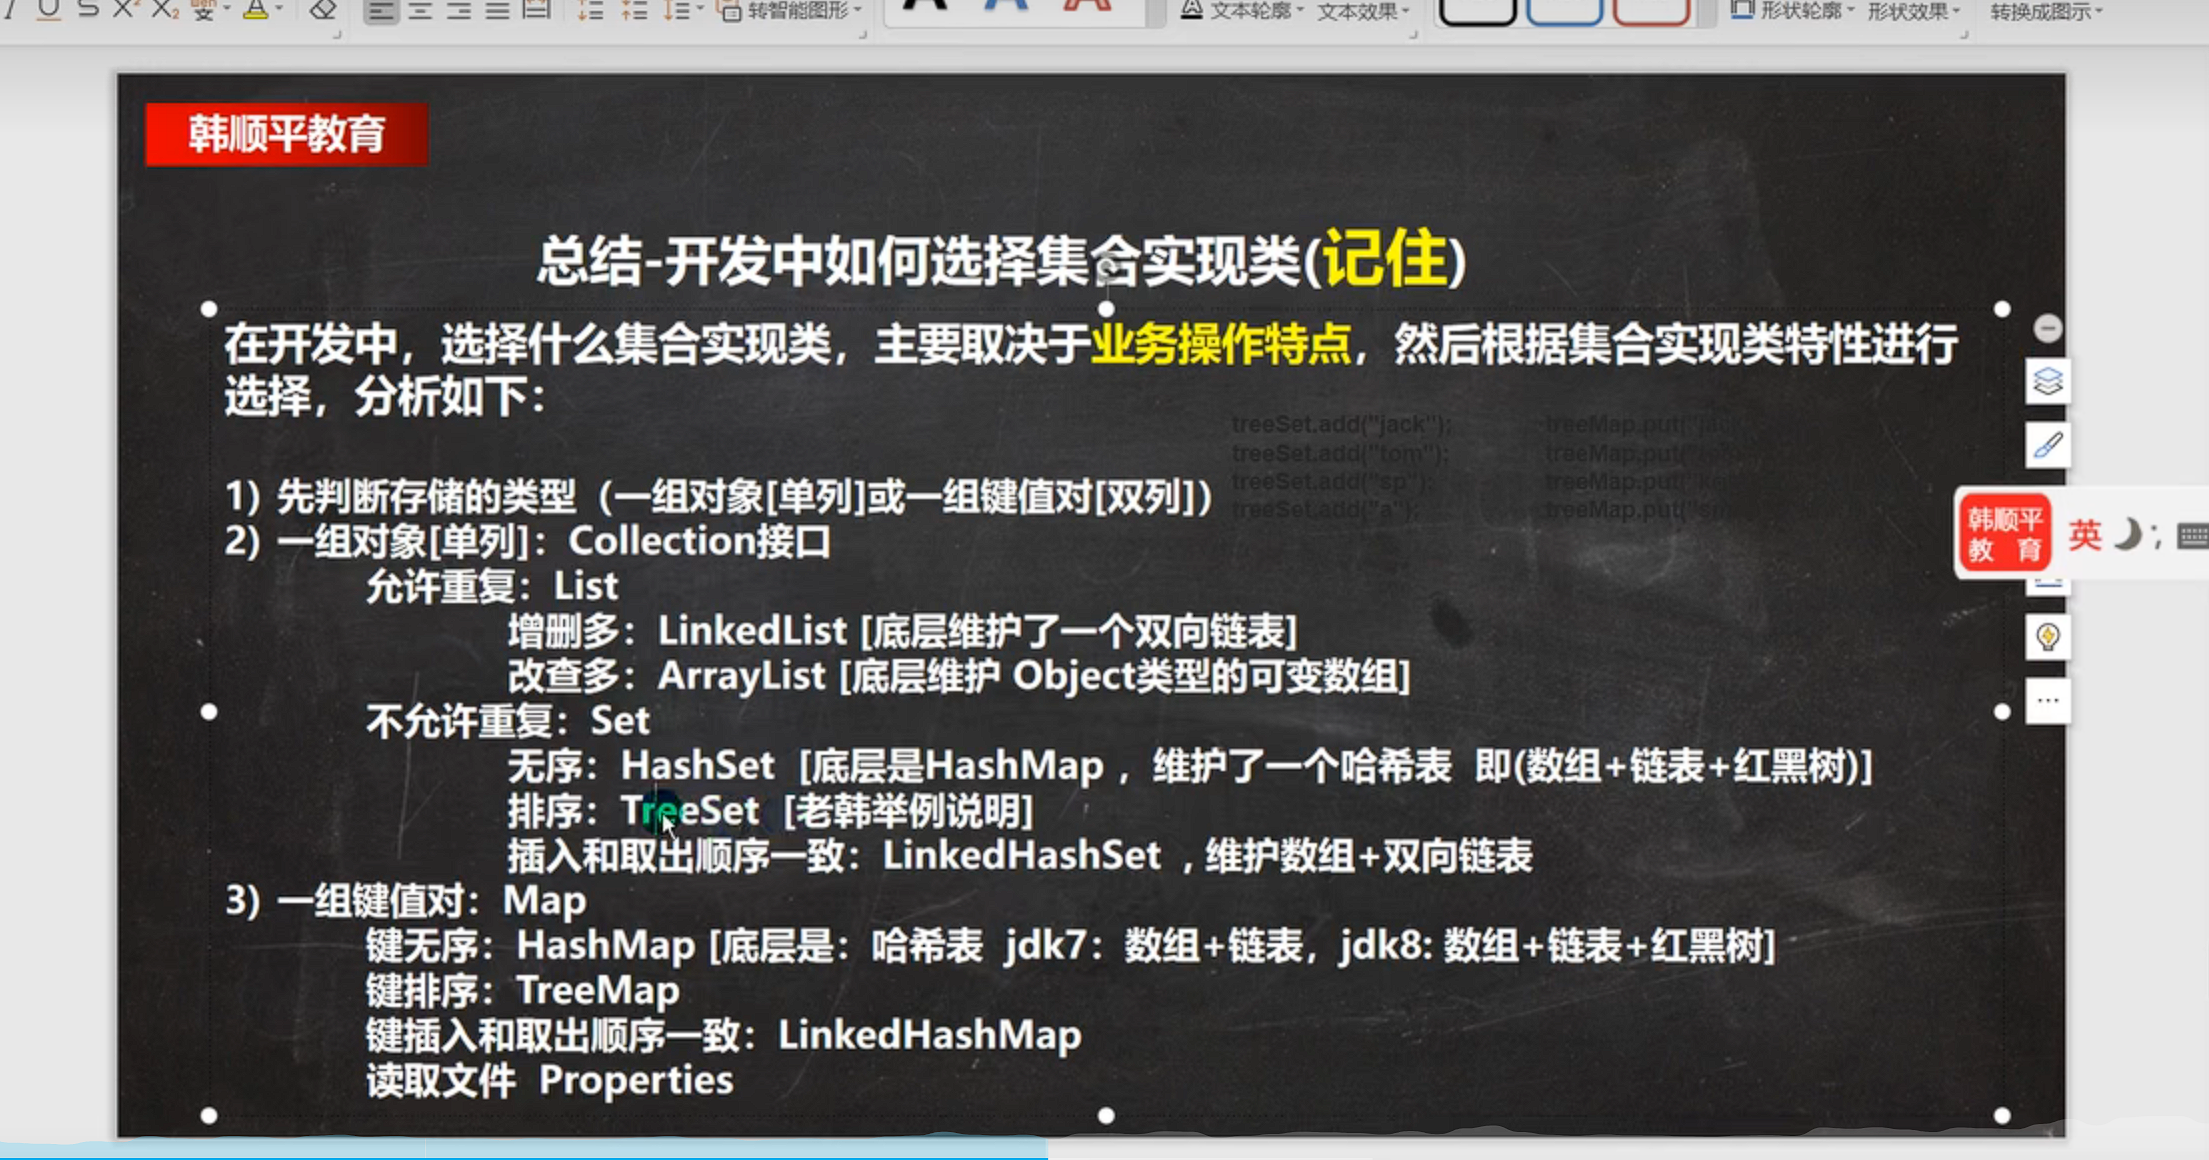 转智能图形
文本轮廓
文本效果
形状轮廓
形状效果
转换成图示
韩顺平教育
总结-开发中如何选择集合实现类(记住)
在开发中，选择什么集合实现类，主要取决于业务操作特点，然后根据集合实现类特性进行
选择，分析如下：
treeSet.add("jack");
treeSet.add("tom");
treeSet.add("sp");
treeSet.add("a");
treeMap.put(
treeMap.put(
treeMap.put(
treeMap.put(
1) 先判断存储的类型（一组对象[单列]或一组键值对[双列]）
2) 一组对象[单列]：Collection接口
允许重复：List
增删多：LinkedList [底层维护了一个双向链表]
改查多：ArrayList [底层维护 Object类型的可变数组]
不允许重复：Set
无序：HashSet [底层是HashMap ，维护了一个哈希表 即(数组+链表+红黑树)]
排序：TreeSet [老韩举例说明]
插入和取出顺序一致：LinkedHashSet ，维护数组+双向链表
3) 一组键值对：Map
键无序：HashMap [底层是：哈希表 jdk7：数组+链表，jdk8: 数组+链表+红黑树]
键排序：TreeMap
键插入和取出顺序一致：LinkedHashMap
读取文件 Properties
韩顺平
教 育
英